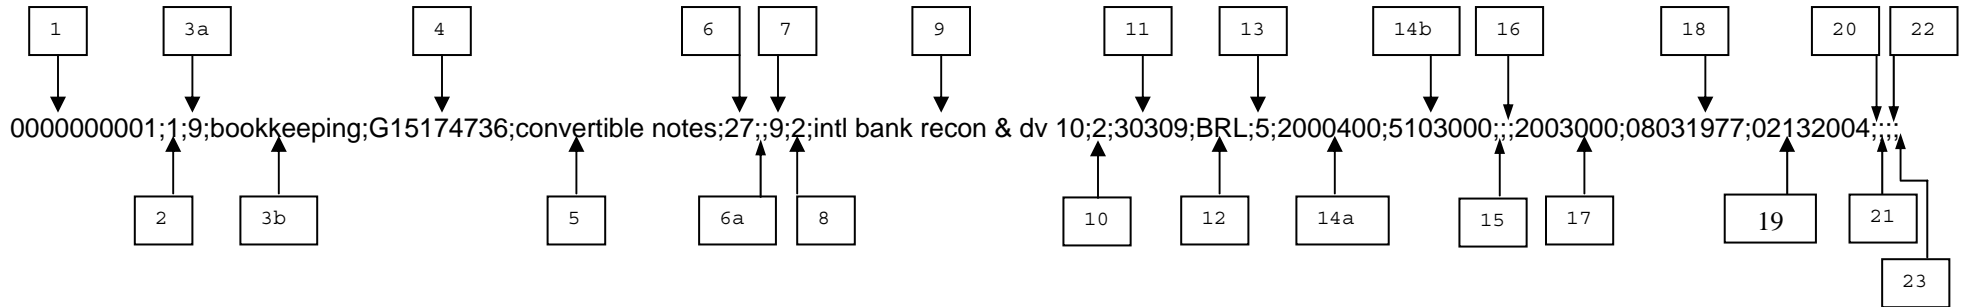 1 3a 4 6 7 9 11 13 14b 16 18 20 22
0000000001;1;9;bookkeeping;G15174736;convertible notes;27;;9;2;intl bank recon & dv 10;2;30309;BRL;5;2000400;5103000;;;2003000;08031977;02132004;;;;
2 3b 5 6a 8 10 12 14a 15 17 19 21
23